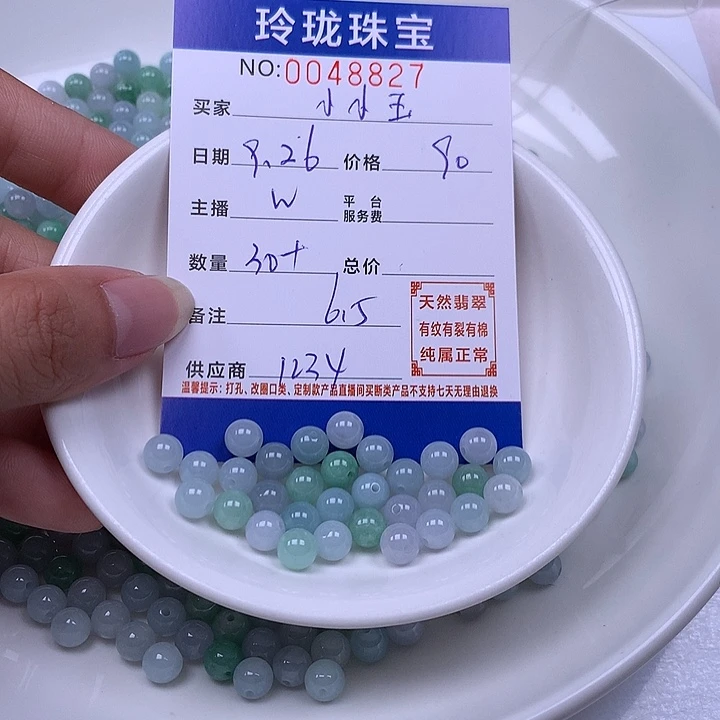 玲珑珠宝
NO:0048827
买家 小小玉
日期 9.26 价格 90
主播 W 平台服务费
数量 30+ 总价
备注 6.5
天然翡翠
有纹有裂有棉
纯属正常
供应商 1234
温馨提示：打孔、改圈口类、定制款产品直播间买断类产品不支持七天无理由退换